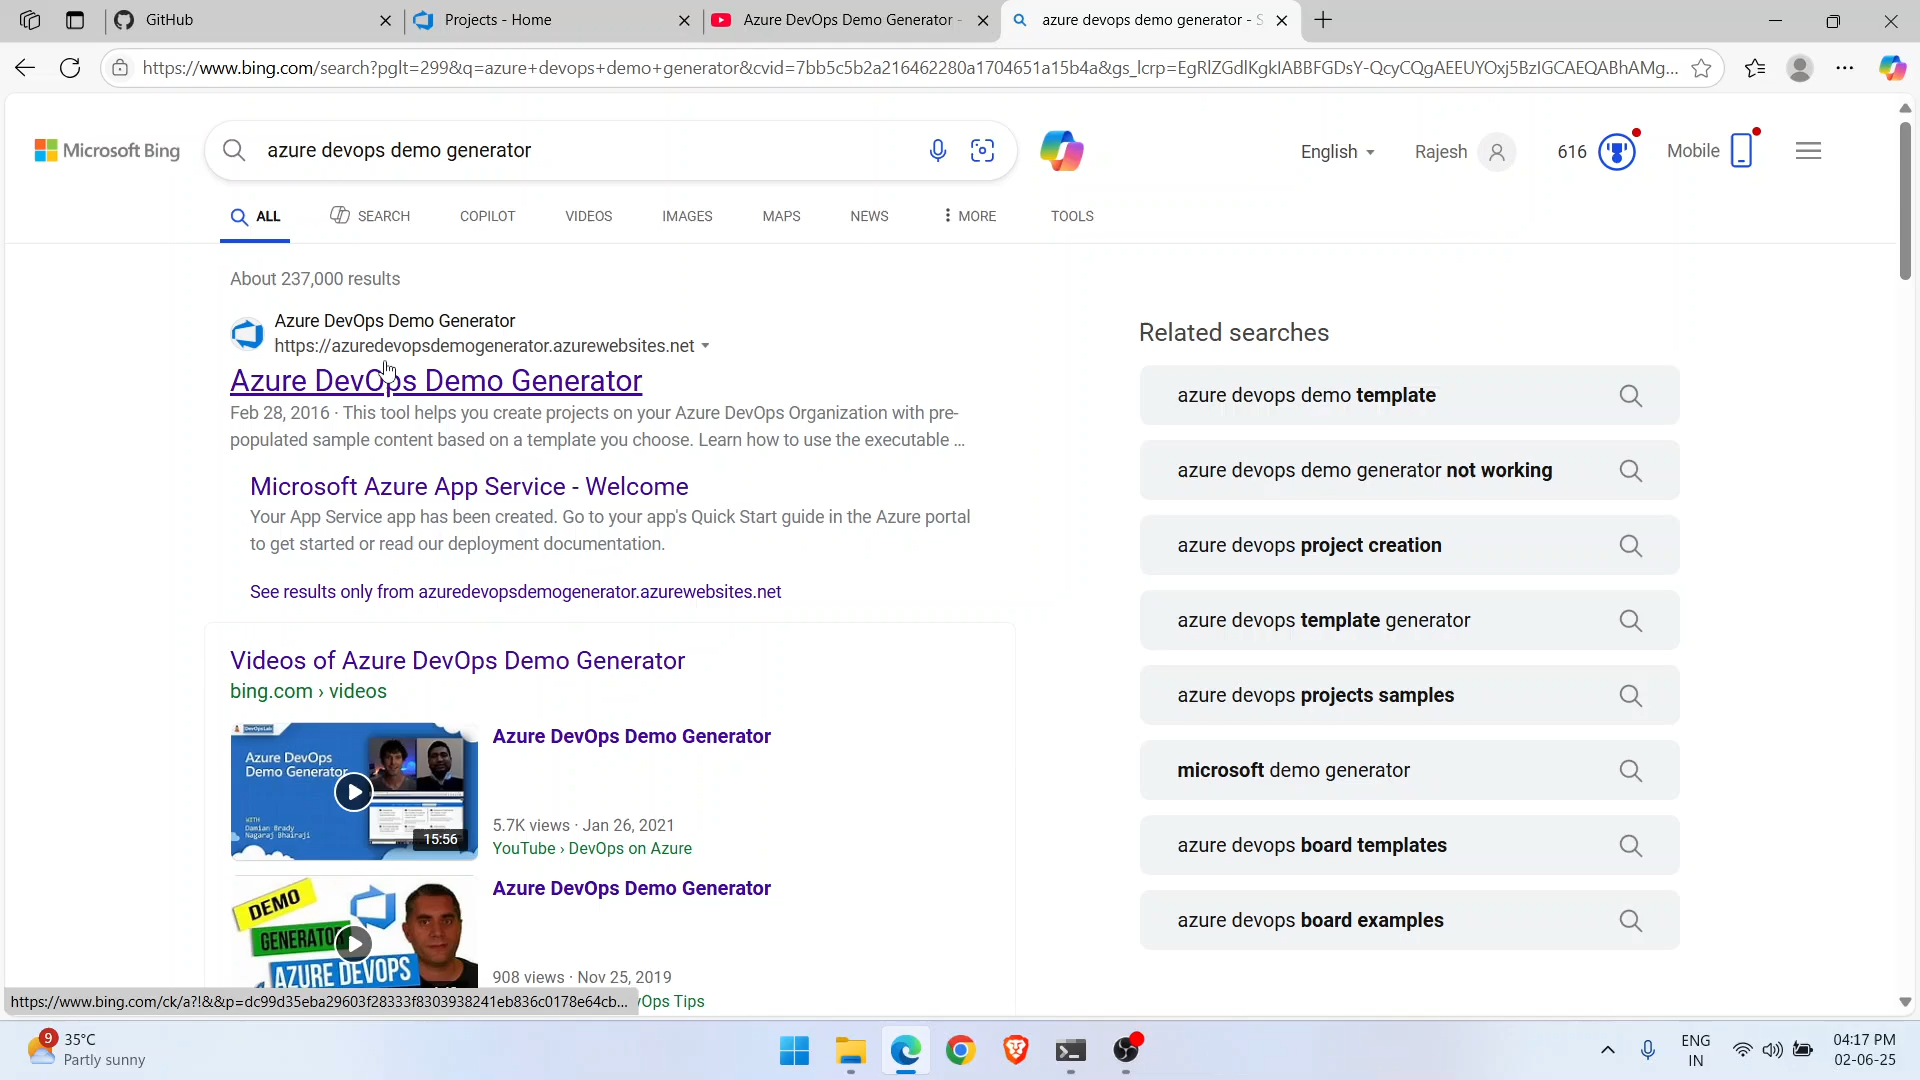 GitHub
Projects - Home
Azure DevOps Demo Generator -
azure devops demo generator - S
https://www.bing.com/search?pglt=299&q=azure+devops+demo+generator&cvid=7bb5c5b2a216462280a1704651a15b4a&gs_lcrp=EgRlZGdlKgkIABBFGDsY-QcyCQgAEEUYOxj5BzIGCAEQABhAMg...
Microsoft Bing
azure devops demo generator
English
Rajesh
616
Mobile
ALL
SEARCH
COPILOT
VIDEOS
IMAGES
MAPS
NEWS
MORE
TOOLS
About 237,000 results
Azure DevOps Demo Generator
https://azuredevopsdemogenerator.azurewebsites.net
Azure DevOps Demo Generator
Feb 28, 2016 · This tool helps you create projects on your Azure DevOps Organization with pre-
populated sample content based on a template you choose. Learn how to use the executable ...
Microsoft Azure App Service - Welcome
Your App Service app has been created. Go to your app's Quick Start guide in the Azure portal
to get started or read our deployment documentation.
See results only from azuredevopsdemogenerator.azurewebsites.net
Videos of Azure DevOps Demo Generator
bing.com › videos
DevOpsLab
Azure DevOps
Demo Generator
WITH
Damian Brady
Nagaraj Bhairaji
15:56
Azure DevOps Demo Generator
5.7K views · Jan 26, 2021
YouTube › DevOps on Azure
DEMO
GENERATOR
AZURE DEVOPS
Azure DevOps Demo Generator
908 views · Nov 25, 2019
vOps Tips
Related searches
azure devops demo template
azure devops demo generator not working
azure devops project creation
azure devops template generator
azure devops projects samples
microsoft demo generator
azure devops board templates
azure devops board examples
https://www.bing.com/ck/a?!&&p=dc99d35eba29603f28333f8303938241eb836c0178e64cb...
9
35°C
Partly sunny
ENG
IN
04:17 PM
02-06-25